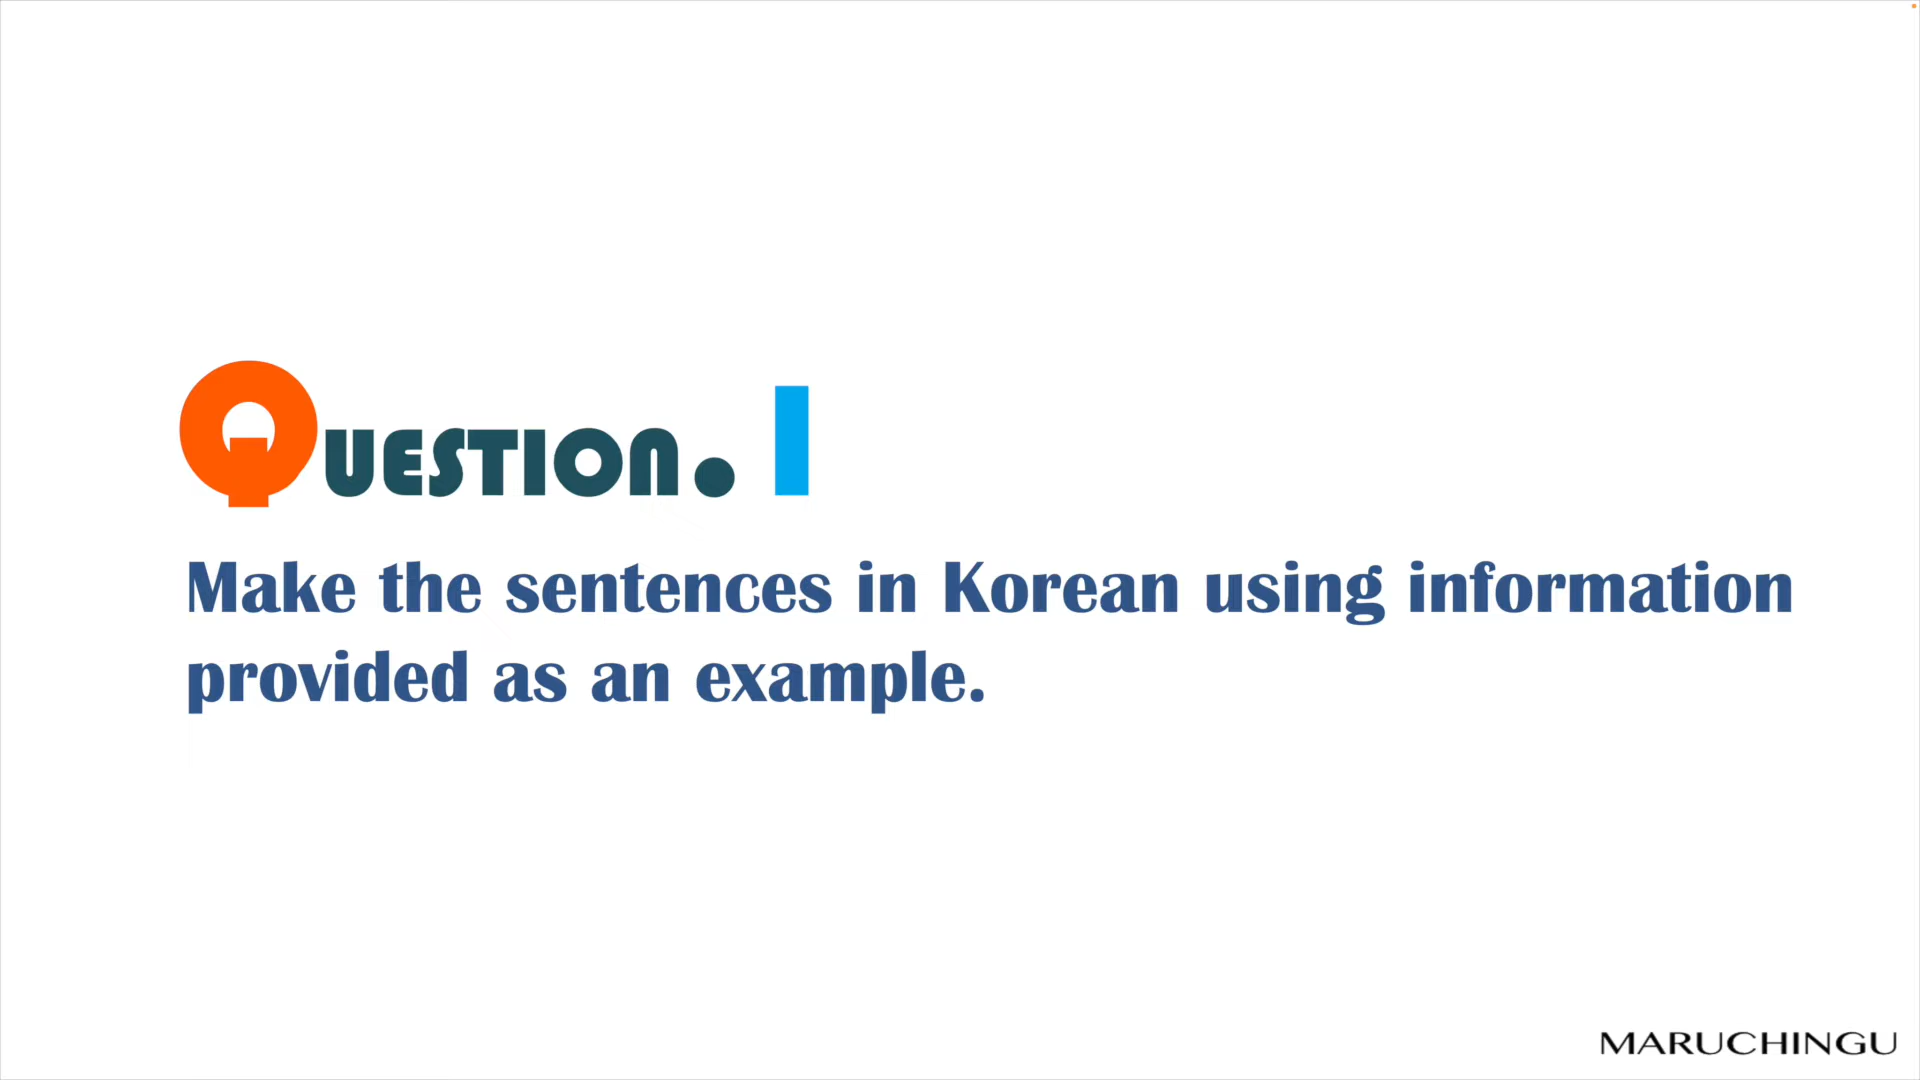 Question. 1
Make the sentences in Korean using information
provided as an example.
MARUCHINGU